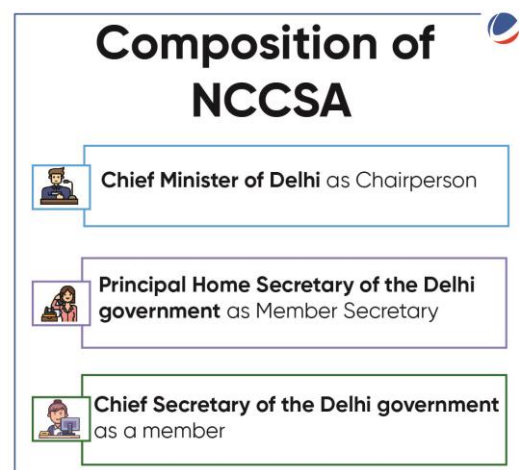 Composition of
NCCSA
Chief Minister of Delhi as Chairperson
Principal Home Secretary of the Delhi
government as Member Secretary
Chief Secretary of the Delhi government
as a member